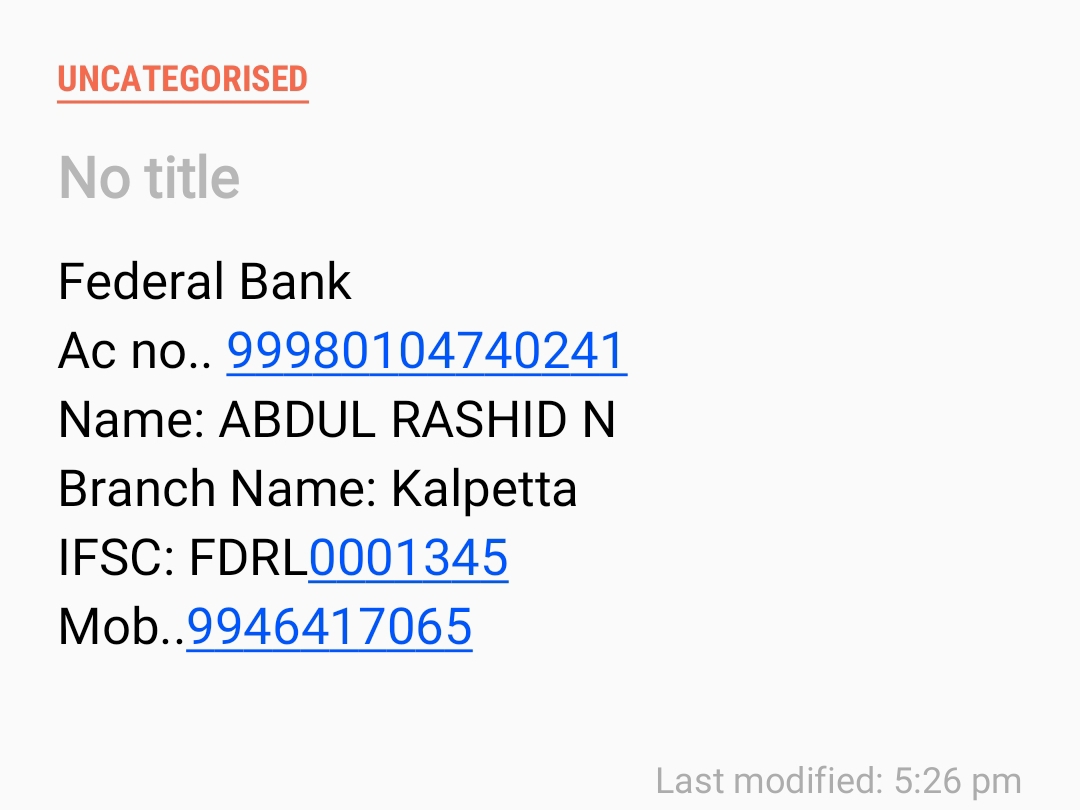 UNCATEGORISED
No title
Federal Bank
Ac no.. 99980104740241
Name: ABDUL RASHID N
Branch Name: Kalpetta
IFSC: FDRL0001345
Mob..9946417065
Last modified: 5:26 pm